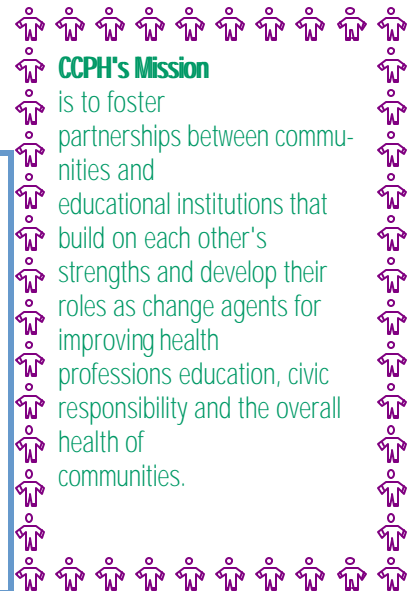 CCPH's Mission
is to foster
partnerships between commu-
nities and
educational institutions that
build on each other's
strengths and develop their
roles as change agents for
improving health
professions education, civic
responsibility and the overall
health of
communities.